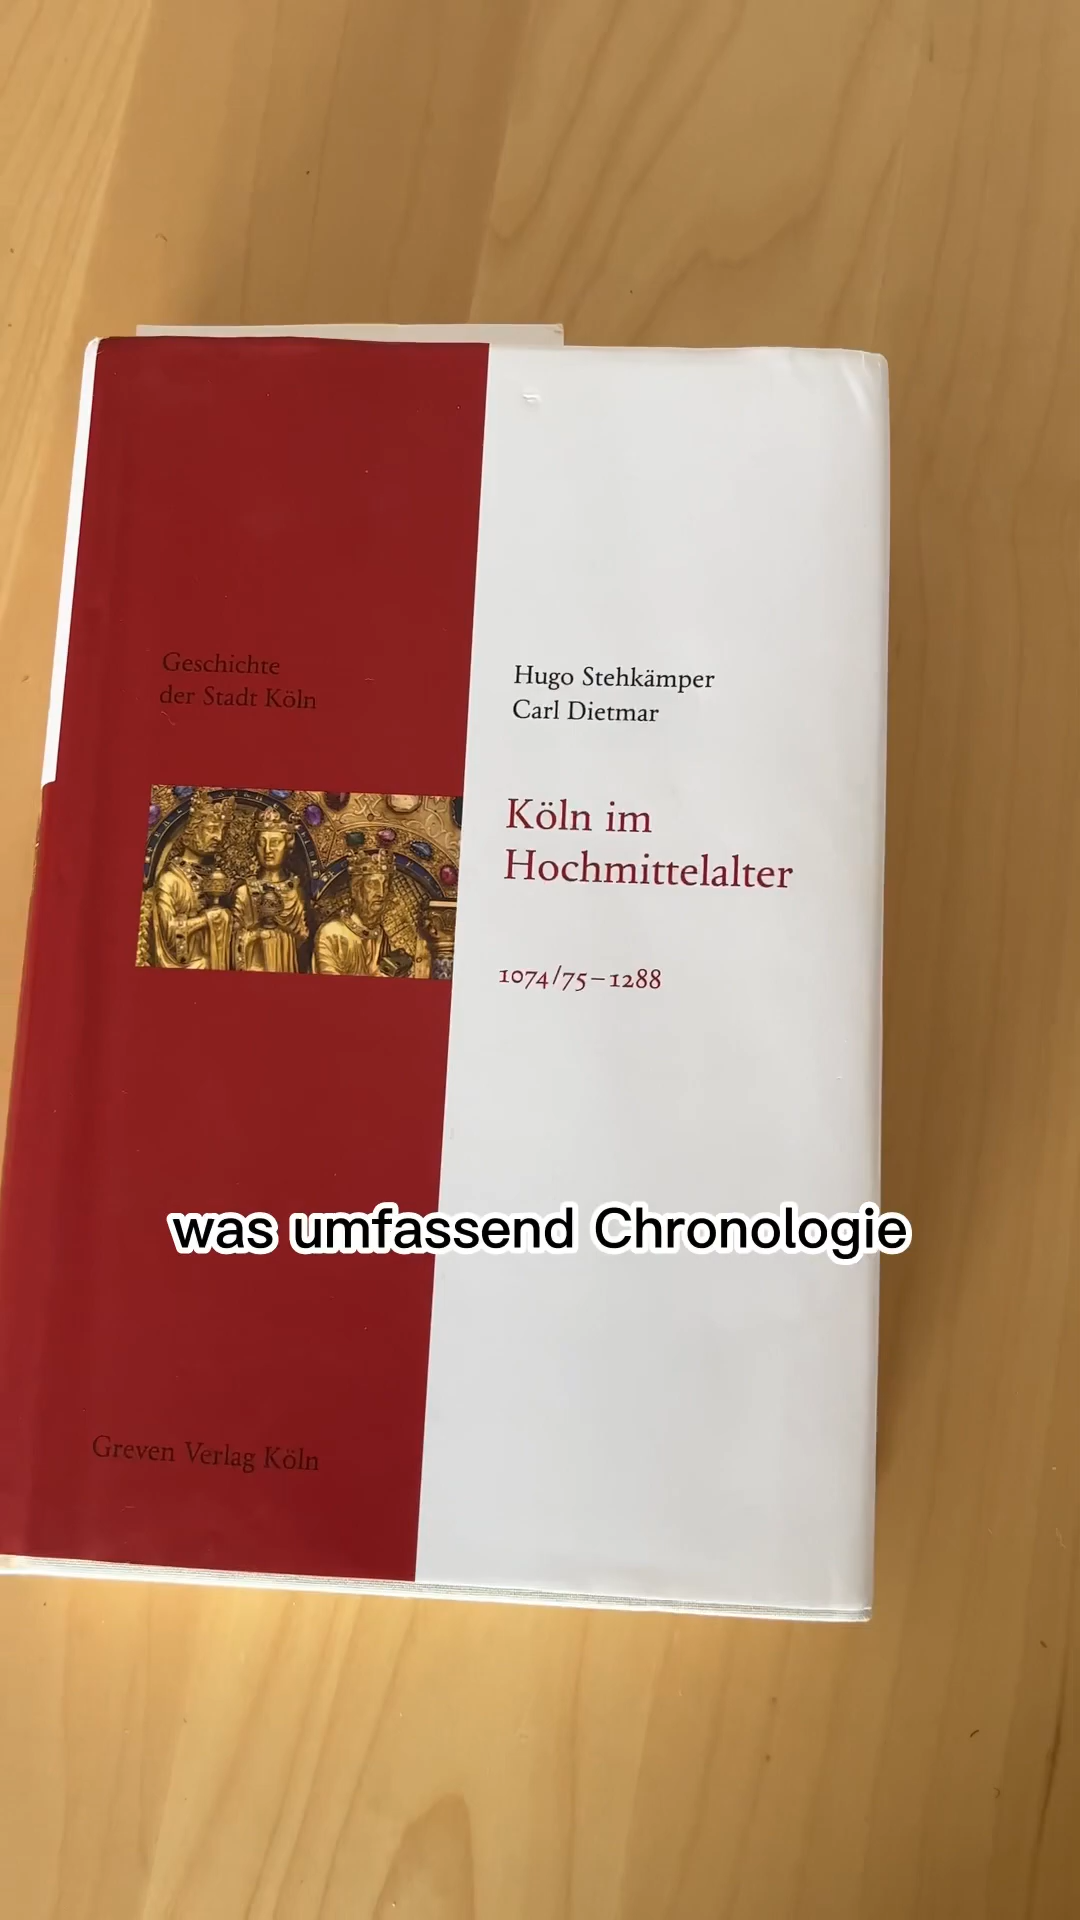 Geschichte
der Stadt Köln
Hugo Stehkämper
Carl Dietmar
Köln im
Hochmittelalter
1074/75–1288
was umfassend Chronologie
Greven Verlag Köln